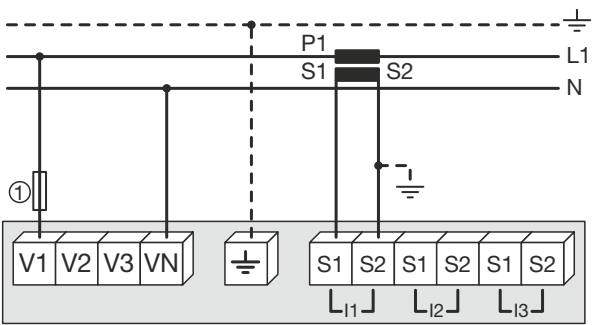 P1
L1
S1 S2
N
①
V1 V2 V3 VN S1 S2 S1 S2 S1 S2
I1 I2 I3